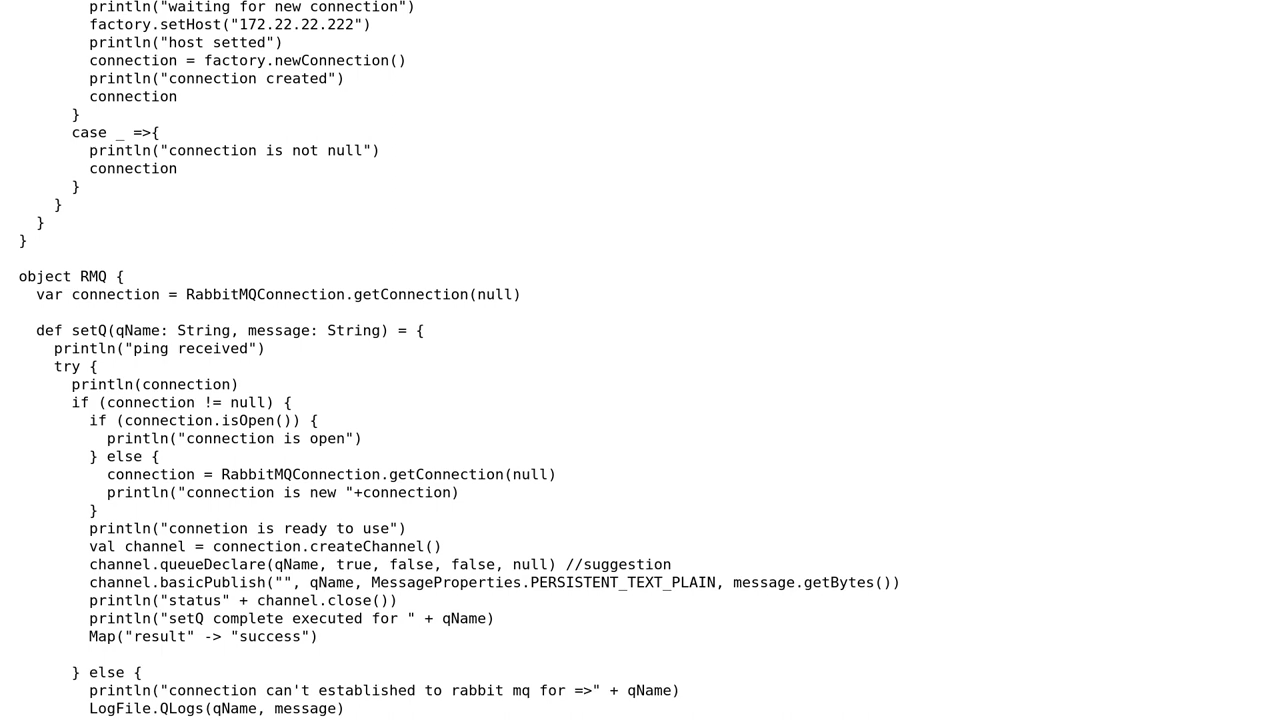 println("waiting for new connection")
factory.setHost("172.22.22.222")
println("host setted")
connection = factory.newConnection()
println("connection created")
connection
}
case _ =>{
println("connection is not null")
connection
}
}
}
}
object RMQ {
var connection = RabbitMQConnection.getConnection(null)
def setQ(qName: String, message: String) = {
println("ping received")
try {
println(connection)
if (connection != null) {
if (connection.isOpen()) {
println("connection is open")
} else {
connection = RabbitMQConnection.getConnection(null)
println("connection is new "+connection)
}
println("connetion is ready to use")
val channel = connection.createChannel()
channel.queueDeclare(qName, true, false, false, null) //suggestion
channel.basicPublish("", qName, MessageProperties.PERSISTENT_TEXT_PLAIN, message.getBytes())
println("status" + channel.close())
println("setQ complete executed for " + qName)
Map("result" -> "success")
} else {
println("connection can't established to rabbit mq for =>" + qName)
LogFile.QLogs(qName, message)